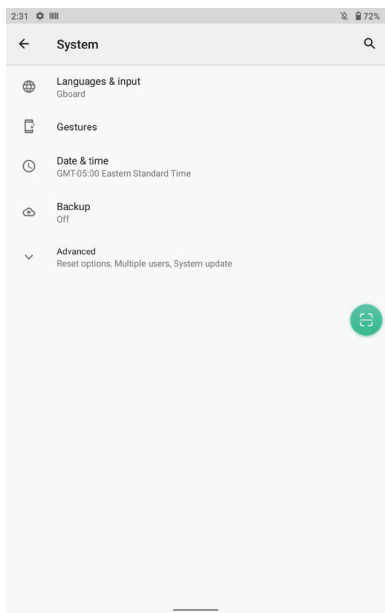 2:31 72%
System
Languages & input
Gboard
Gestures
Date & time
GMT-05:00 Eastern Standard Time
Backup
Off
Advanced
Reset options, Multiple users, System update